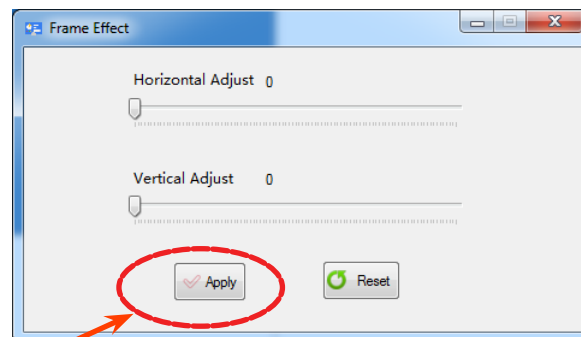 Frame Effect
Horizontal Adjust 0
Vertical Adjust 0
Apply Reset